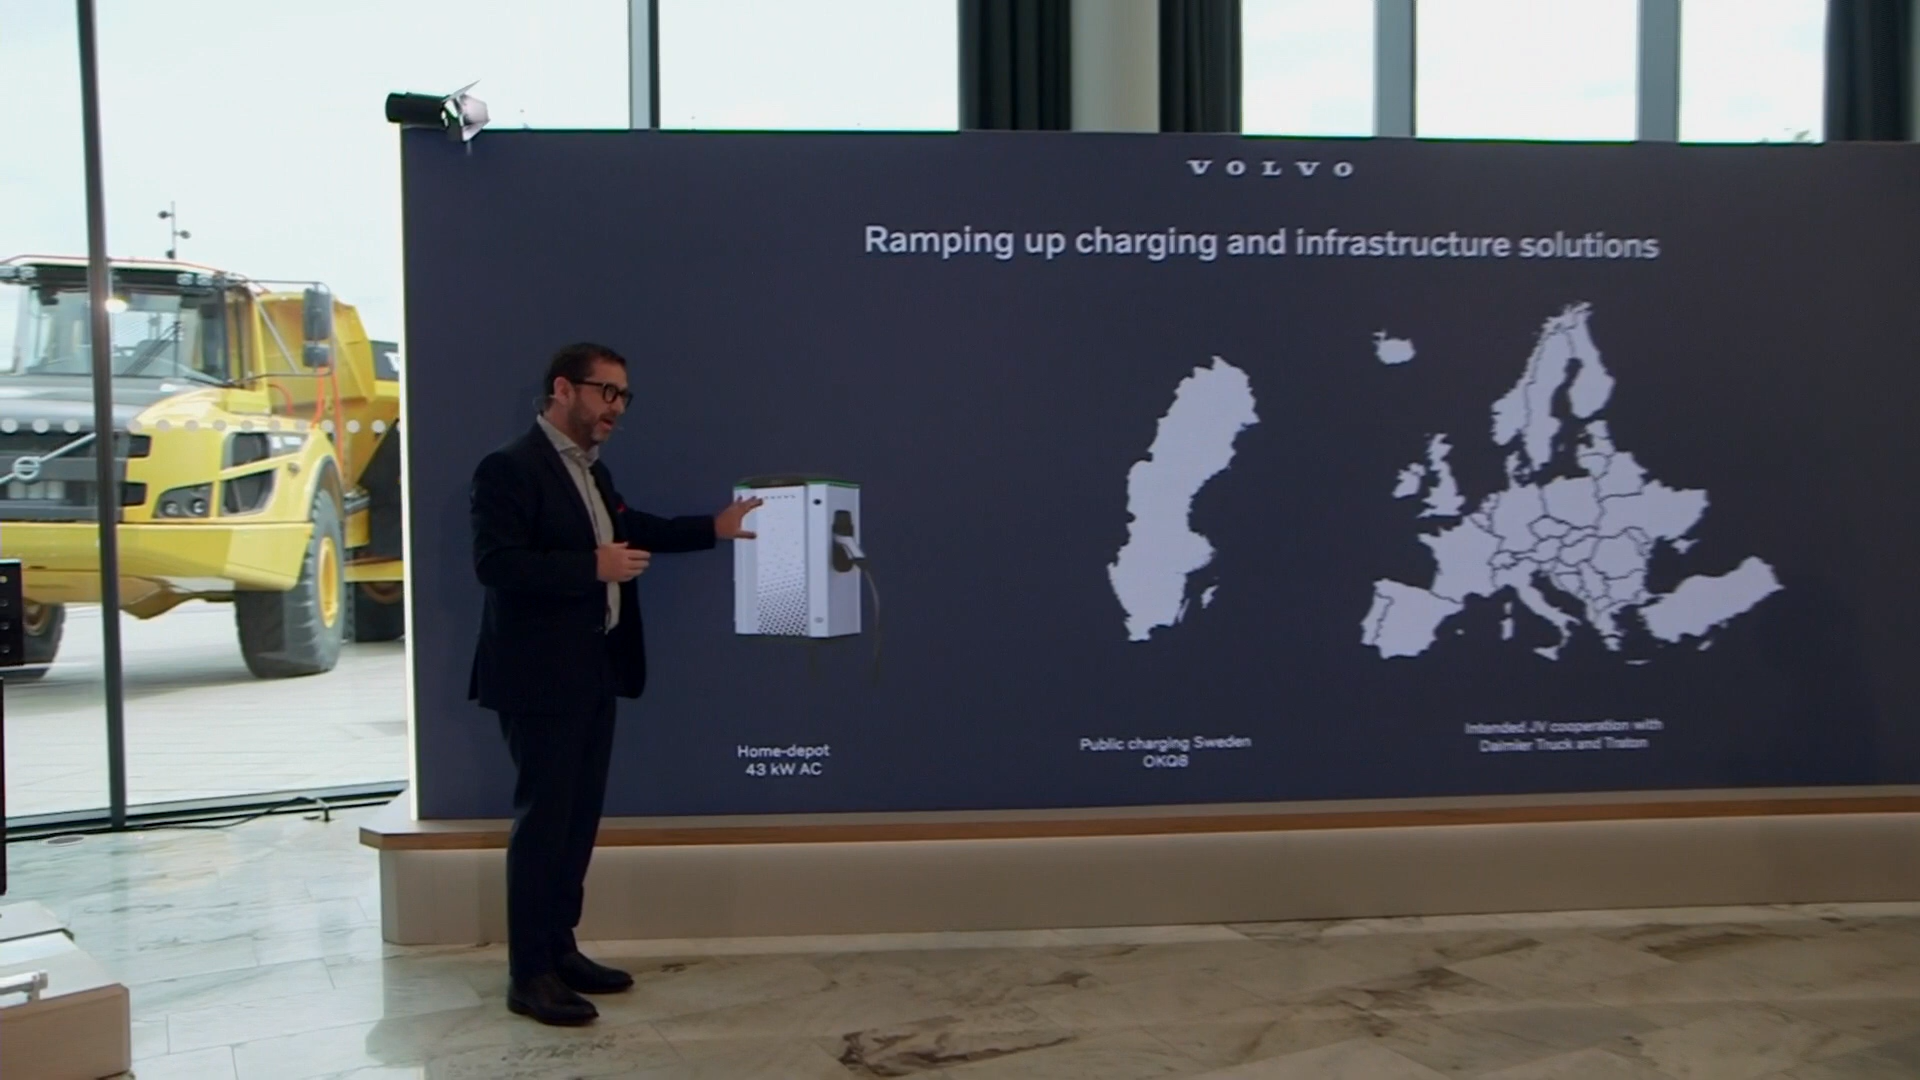 VOLVO
Ramping up charging and infrastructure solutions
Home-depot
43 kW AC
Public charging Sweden
OKQ8
Intended JV cooperation with
Daimler Truck and Traton